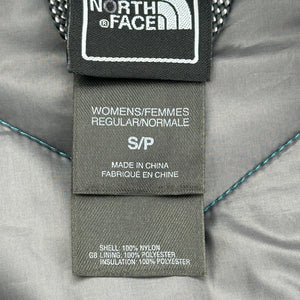 NORTH
FACE
®
WOMENS/FEMMES
REGULAR/NORMALE
S/P
MADE IN CHINA
FABRIQUÉ EN CHINE
SHELL: 100% NYLON
GB LINING: 100% POLYESTER
INSULATION: 100% POLYESTER